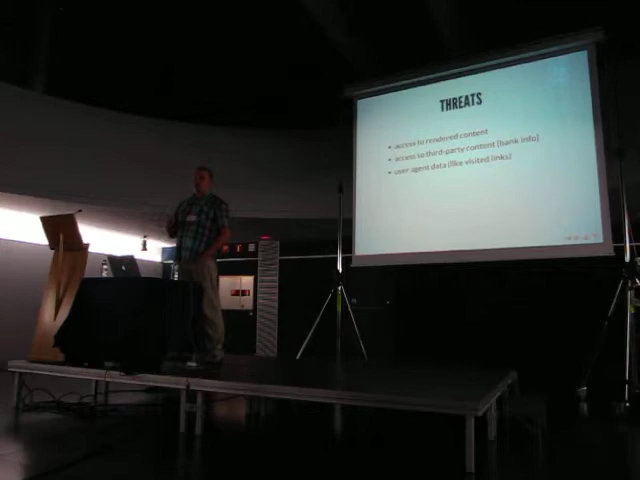 THREATS
access to rendered content
access to third-party content (bank info)
user agent data (like visited links)